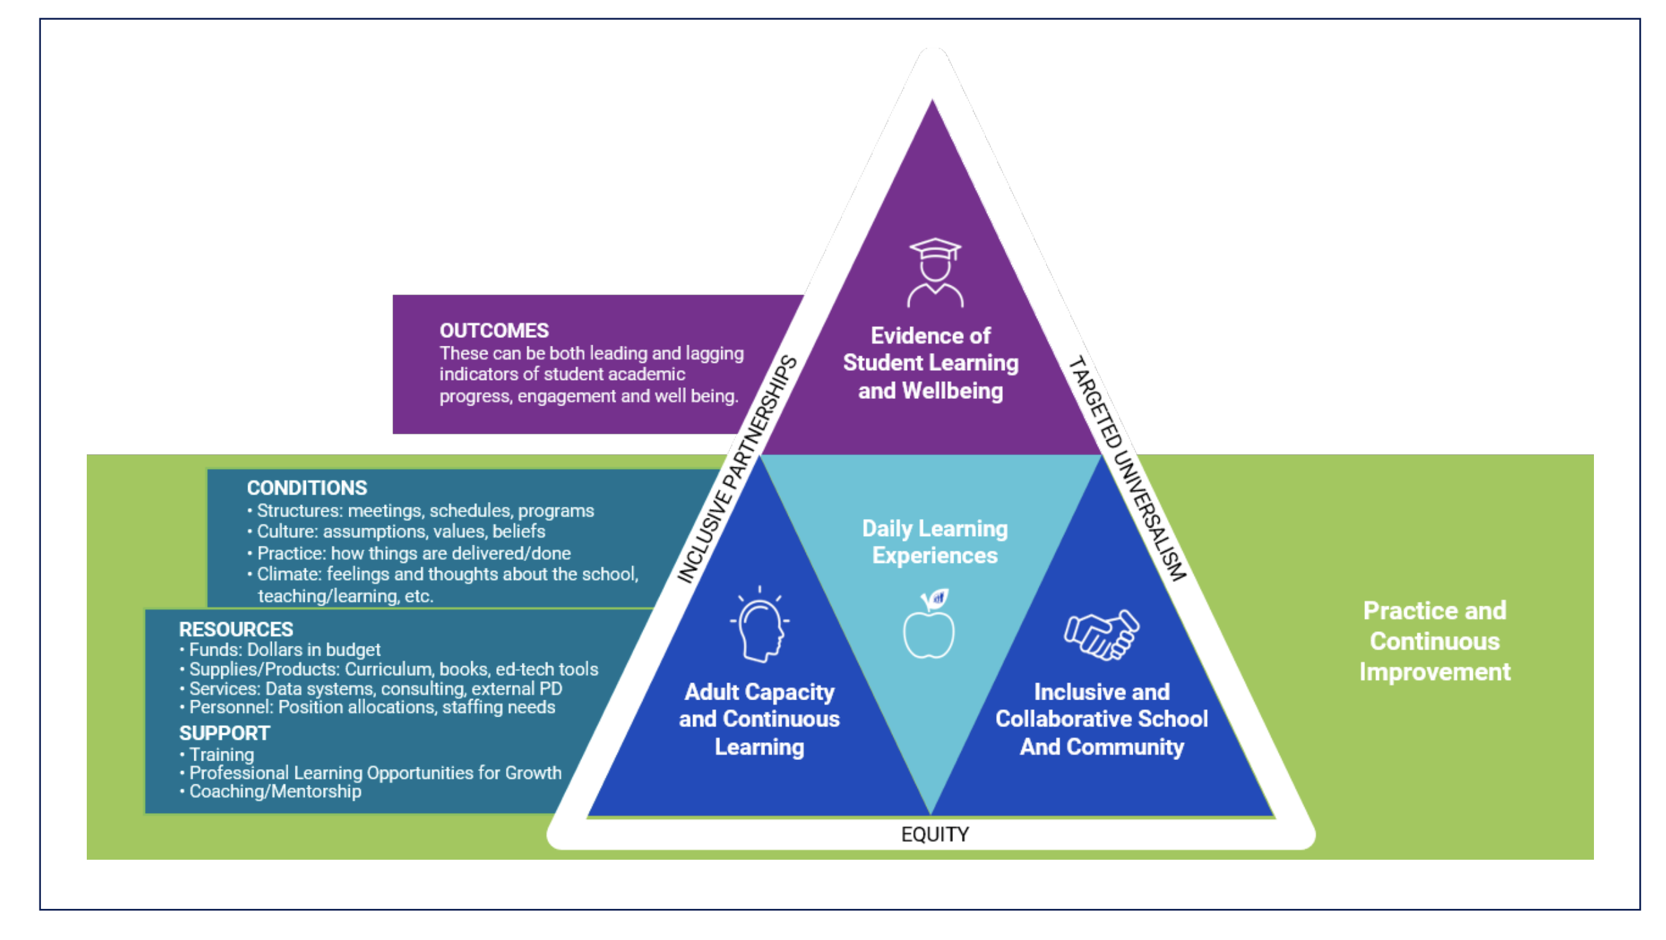 Evidence of
Student Learning
and Wellbeing
OUTCOMES
These can be both leading and lagging
indicators of student academic
progress, engagement and well being.
INCLUSIVE PARTNERSHIPS
TARGETED UNIVERSALISM
CONDITIONS
• Structures: meetings, schedules, programs
• Culture: assumptions, values, beliefs
• Practice: how things are delivered/done
• Climate: feelings and thoughts about the school,
teaching/learning, etc.
RESOURCES
• Funds: Dollars in budget
• Supplies/Products: Curriculum, books, ed-tech tools
• Services: Data systems, consulting, external PD
• Personnel: Position allocations, staffing needs
SUPPORT
• Training
• Professional Learning Opportunities for Growth
• Coaching/Mentorship
Daily Learning
Experiences
Adult Capacity
and Continuous
Learning
Inclusive and
Collaborative School
And Community
Practice and
Continuous
Improvement
EQUITY